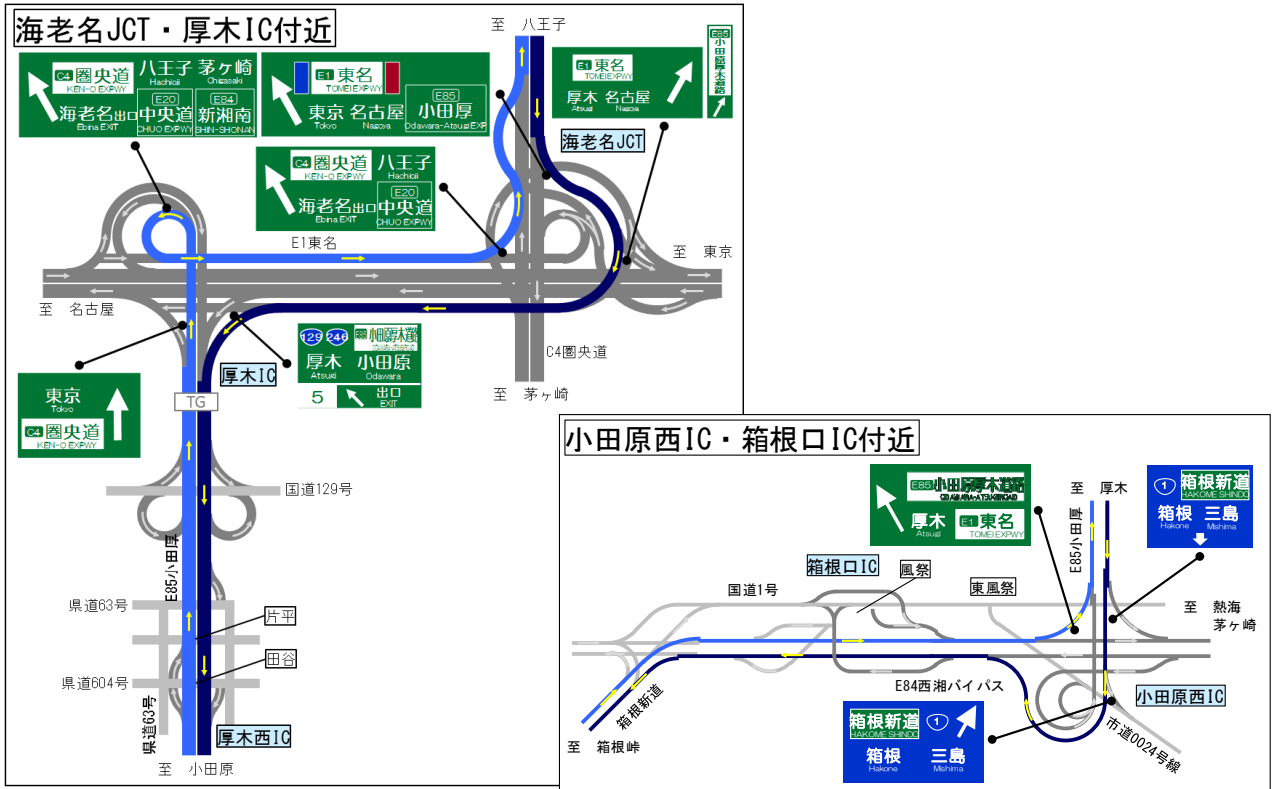 海老名JCT・厚木IC付近
至 八王子
C4 圏央道
KEN-O EXPWY
八王子
Hachioji
茅ヶ崎
Chigasaki
海老名出口
Ebina EXIT
E20
中央道
CHUO EXPWY
E84
新湘南
SHIN-SHONAN
E1 東名
TOMEI EXPWY
東京
Tokyo
名古屋
Nagoya
E85
小田厚
Odawara-Atsugi EXP
E1 東名
TOMEI EXPWY
厚木
Atsugi
名古屋
Nagoya
E85
小田原厚木道路
海老名JCT
C4 圏央道
KEN-O EXPWY
八王子
Hachioji
海老名出口
Ebina EXIT
E20
中央道
CHUO EXPWY
E1東名
至 東京
至 名古屋
129 246
E85 小田原厚木道路
厚木
Atsugi
小田原
Odawara
5
出口
EXIT
C4圏央道
至 茅ヶ崎
厚木IC
東京
Tokyo
C4 圏央道
KEN-O EXPWY
TG
国道129号
E85小田厚
県道63号
片平
田谷
県道604号
県道63号
厚木西IC
至 小田原
小田原西IC・箱根口IC付近
E85 小田原厚木道路
ODAWARA-ATSUGI ROAD
厚木
Atsugi
E1 東名
TOMEI EXPWY
至 厚木
E85小田厚
1
箱根新道
HAKONE SHINDO
箱根
Hakone
三島
Mishima
箱根口IC
風祭
国道1号
東風祭
至 熱海
茅ヶ崎
E84西湘バイパス
小田原西IC
市道0024号線
箱根新道
至 箱根峠
箱根新道
HAKONE SHINDO
1
箱根
Hakone
三島
Mishima